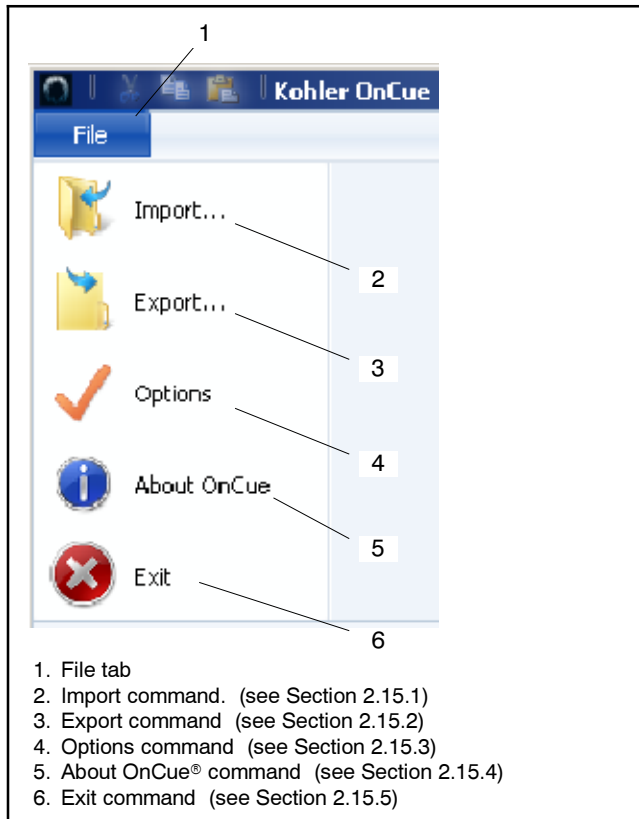 1
Kohler OnCue
File
Import...
2
Export...
3
Options
4
About OnCue
5
Exit
6
1. File tab
2. Import command. (see Section 2.15.1)
3. Export command (see Section 2.15.2)
4. Options command (see Section 2.15.3)
5. About OnCue® command (see Section 2.15.4)
6. Exit command (see Section 2.15.5)